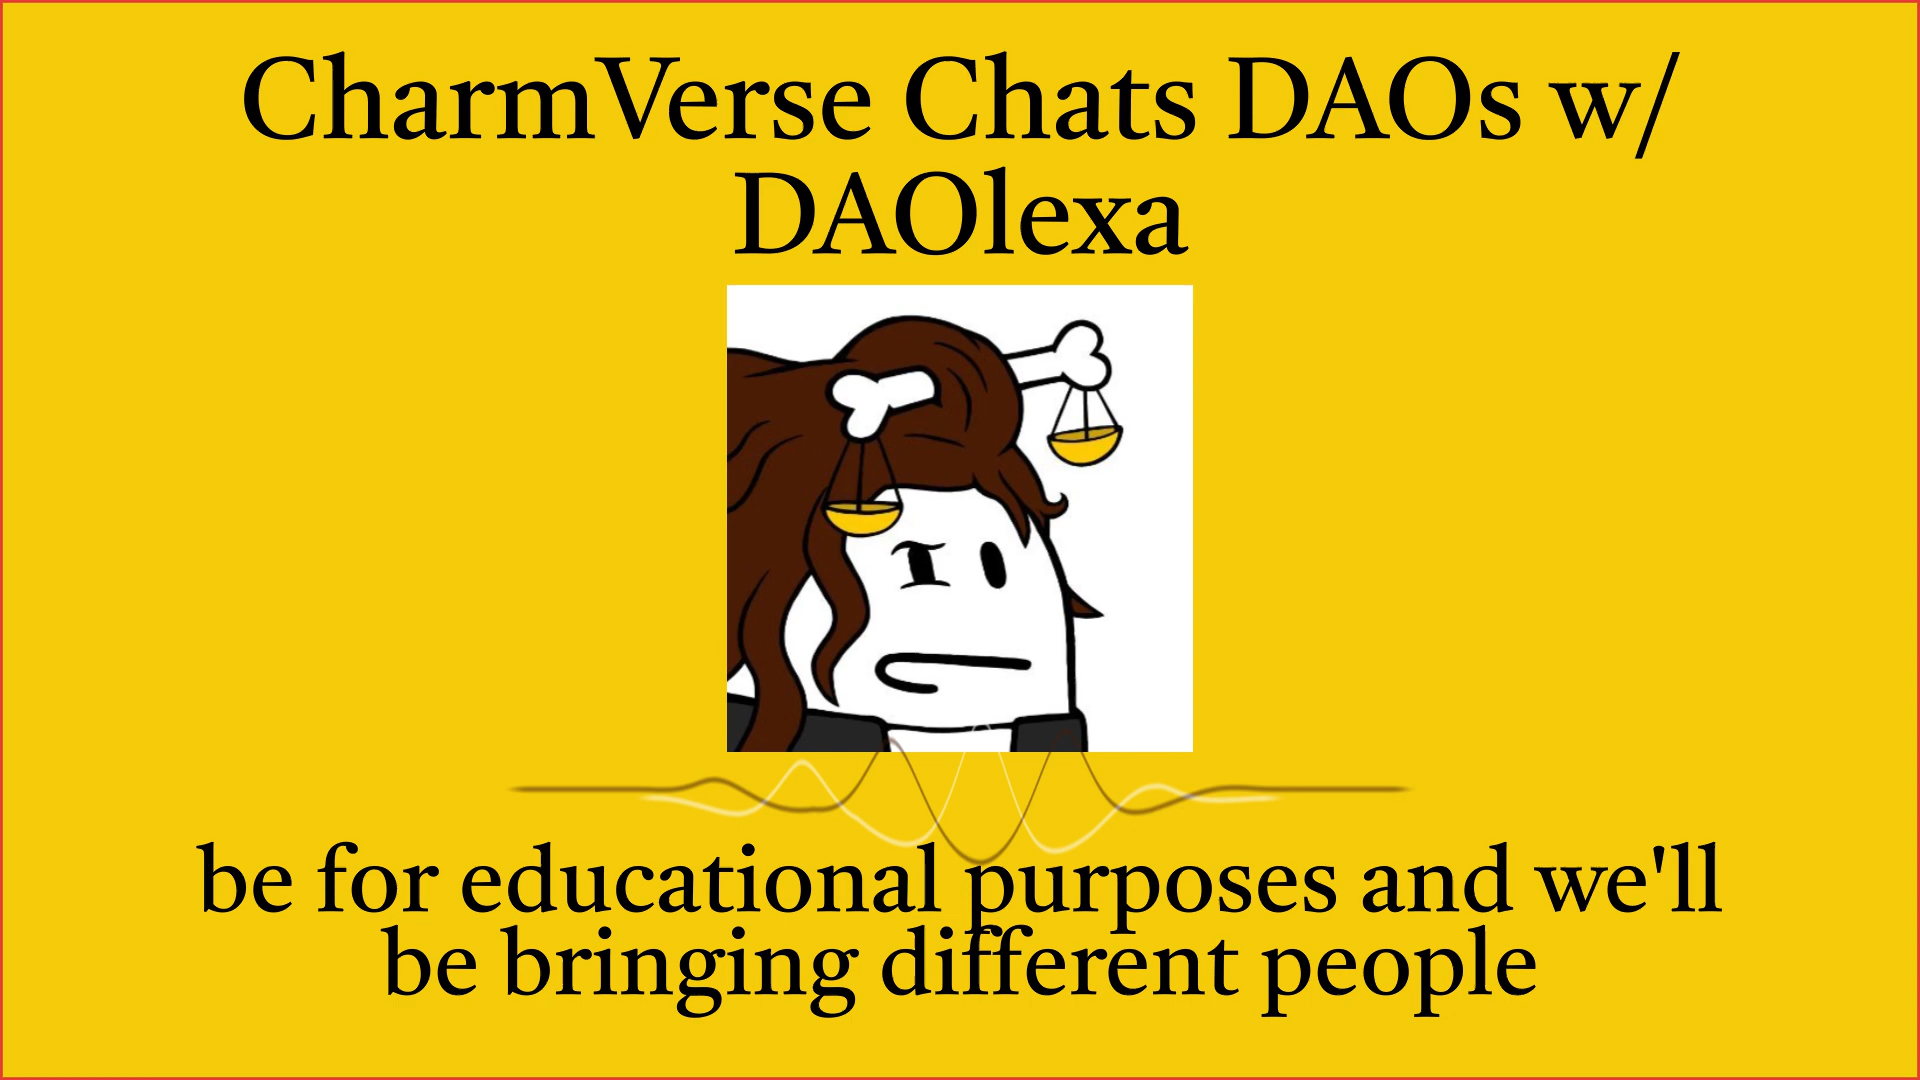 CharmVerse Chats DAOs w/
DAOlexa
be for educational purposes and we'll
be bringing different people